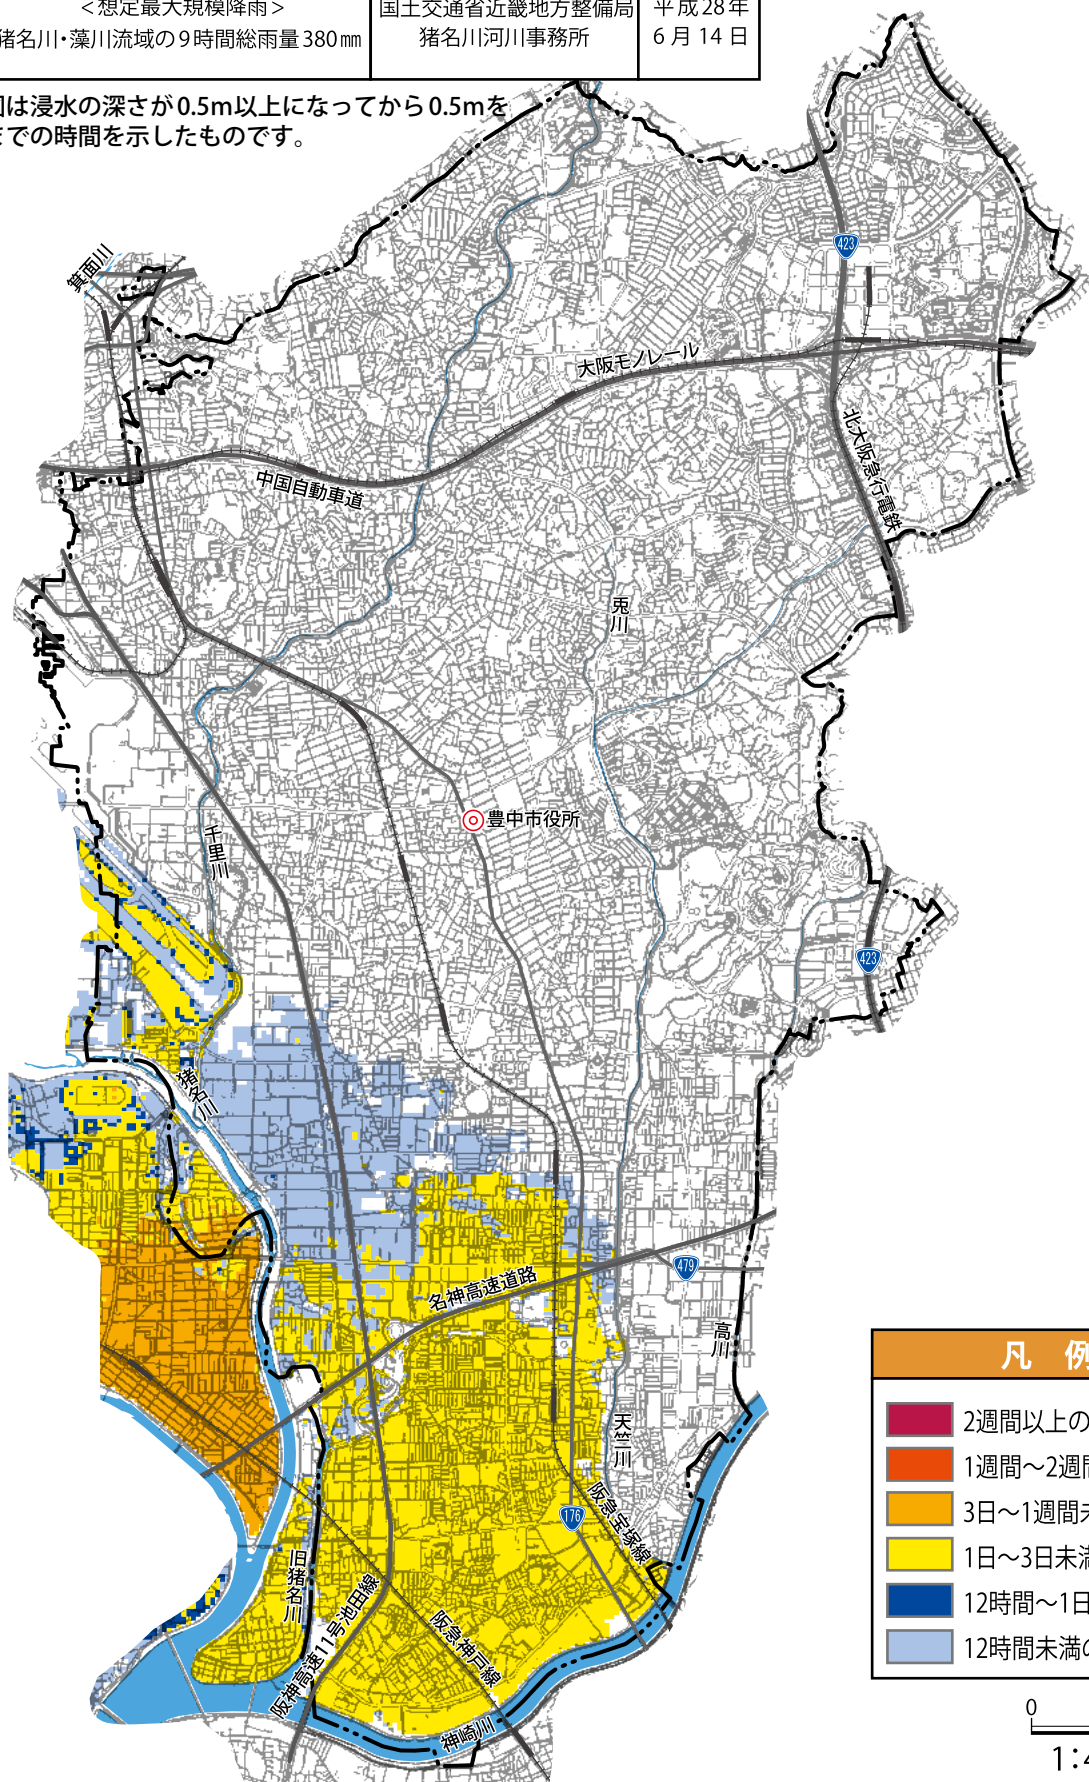 ＜想定最大規模降雨＞
猪名川・藻川流域の9時間総雨量380㎜
国土交通省近畿地方整備局
猪名川河川事務所
平成28年
6月14日
図は浸水の深さが0.5m以上になってから0.5mを
までの時間を示したものです。
箕面川
423
大阪モノレール
北大阪急行電鉄
中国自動車道
兎川
豊中市役所
千里川
423
猪名川
479
名神高速道路
高川
天竺川
阪急宝塚線
176
旧猪名川
阪神高速11号池田線
阪急神戸線
神崎川
凡 例
2週間以上の
1週間～2週間
3日～1週間未
1日～3日未満
12時間～1日
12時間未満の
0
1:4